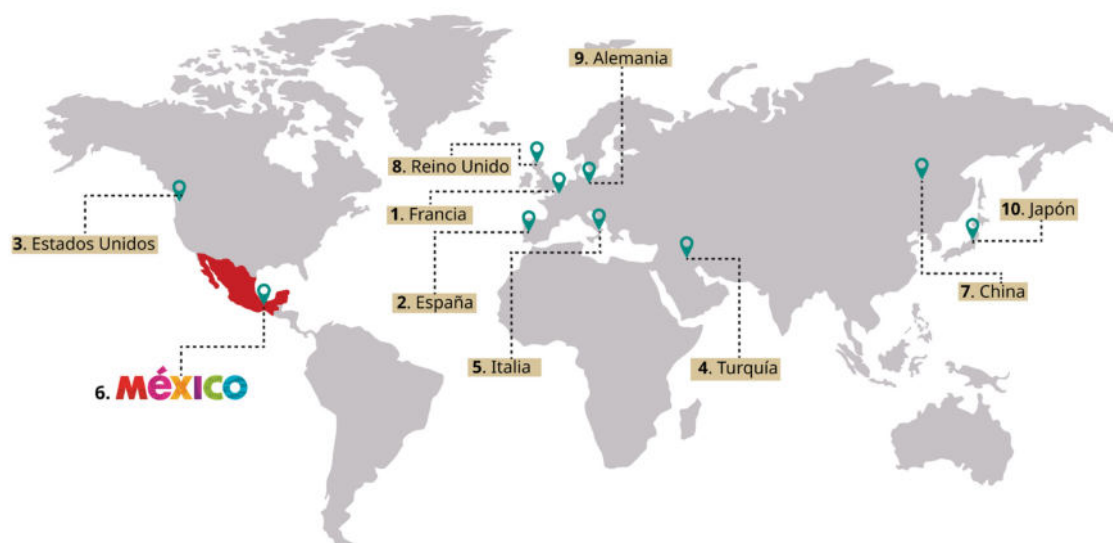 9. Alemania
8. Reino Unido
1. Francia
10. Japón
3. Estados Unidos
2. España
7. China
5. Italia
4. Turquía
6. MéXICO